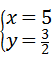 x = 5
y = 3/2